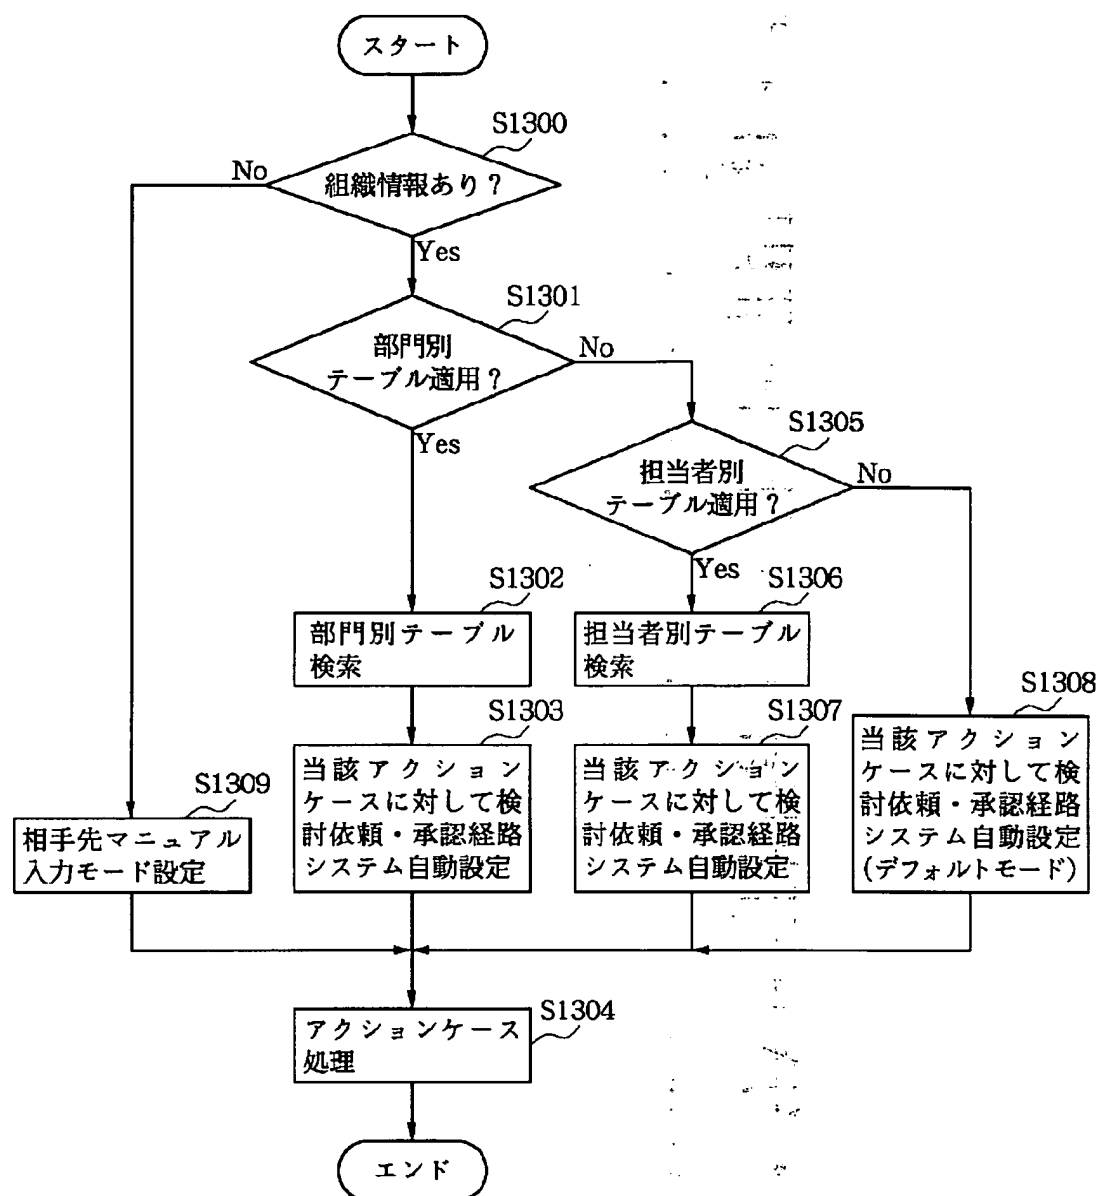 スタート
S1300
No
組織情報あり?
Yes
S1301
部門別
テーブル適用?
No
Yes
S1305
担当者別
テーブル適用?
No
Yes
S1302
部門別テーブル
検索
S1306
担当者別テーブル
検索
S1303
当該アクション
ケースに対して検
討依頼・承認経路
システム自動設定
S1307
当該アクション
ケースに対して検
討依頼・承認経路
システム自動設定
S1308
当該アクション
ケースに対して検
討依頼・承認経路
システム自動設定
(デフォルトモード)
S1309
相手先マニュアル
入力モード設定
S1304
アクションケース
処理
エンド